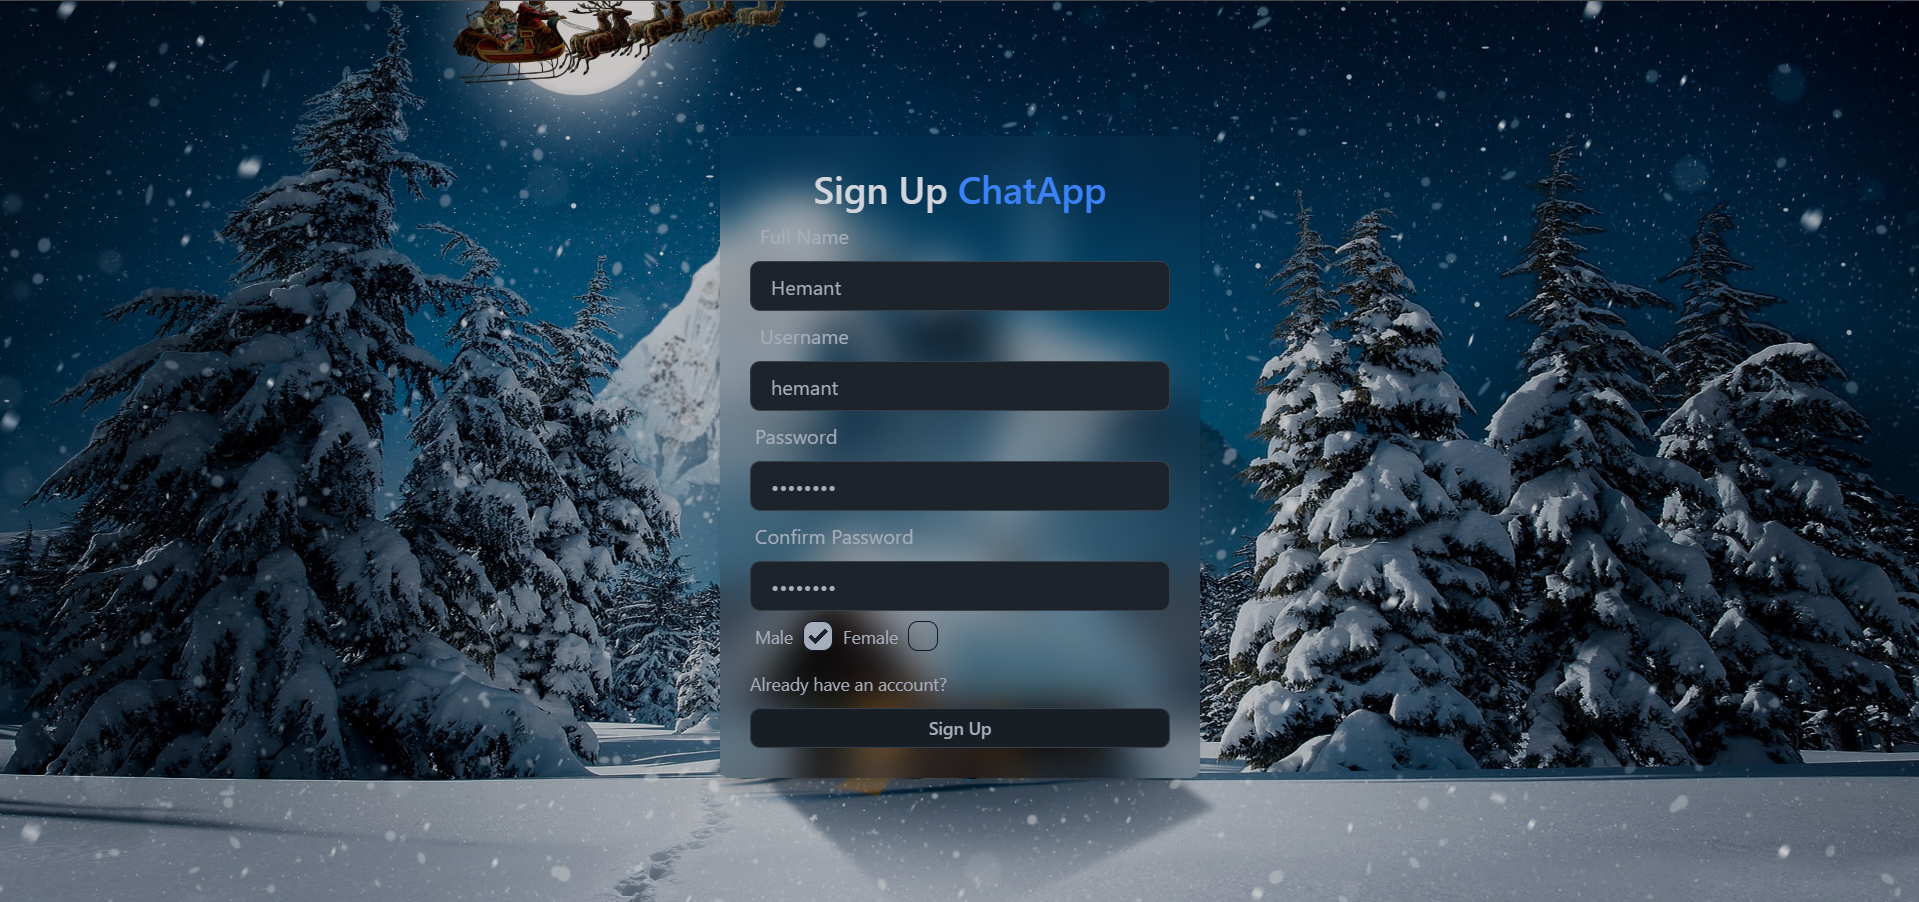 Sign Up ChatApp
Full Name
Hemant
Username
hemant
Password
••••••••
Confirm Password
••••••••
Male Female
Already have an account?
Sign Up